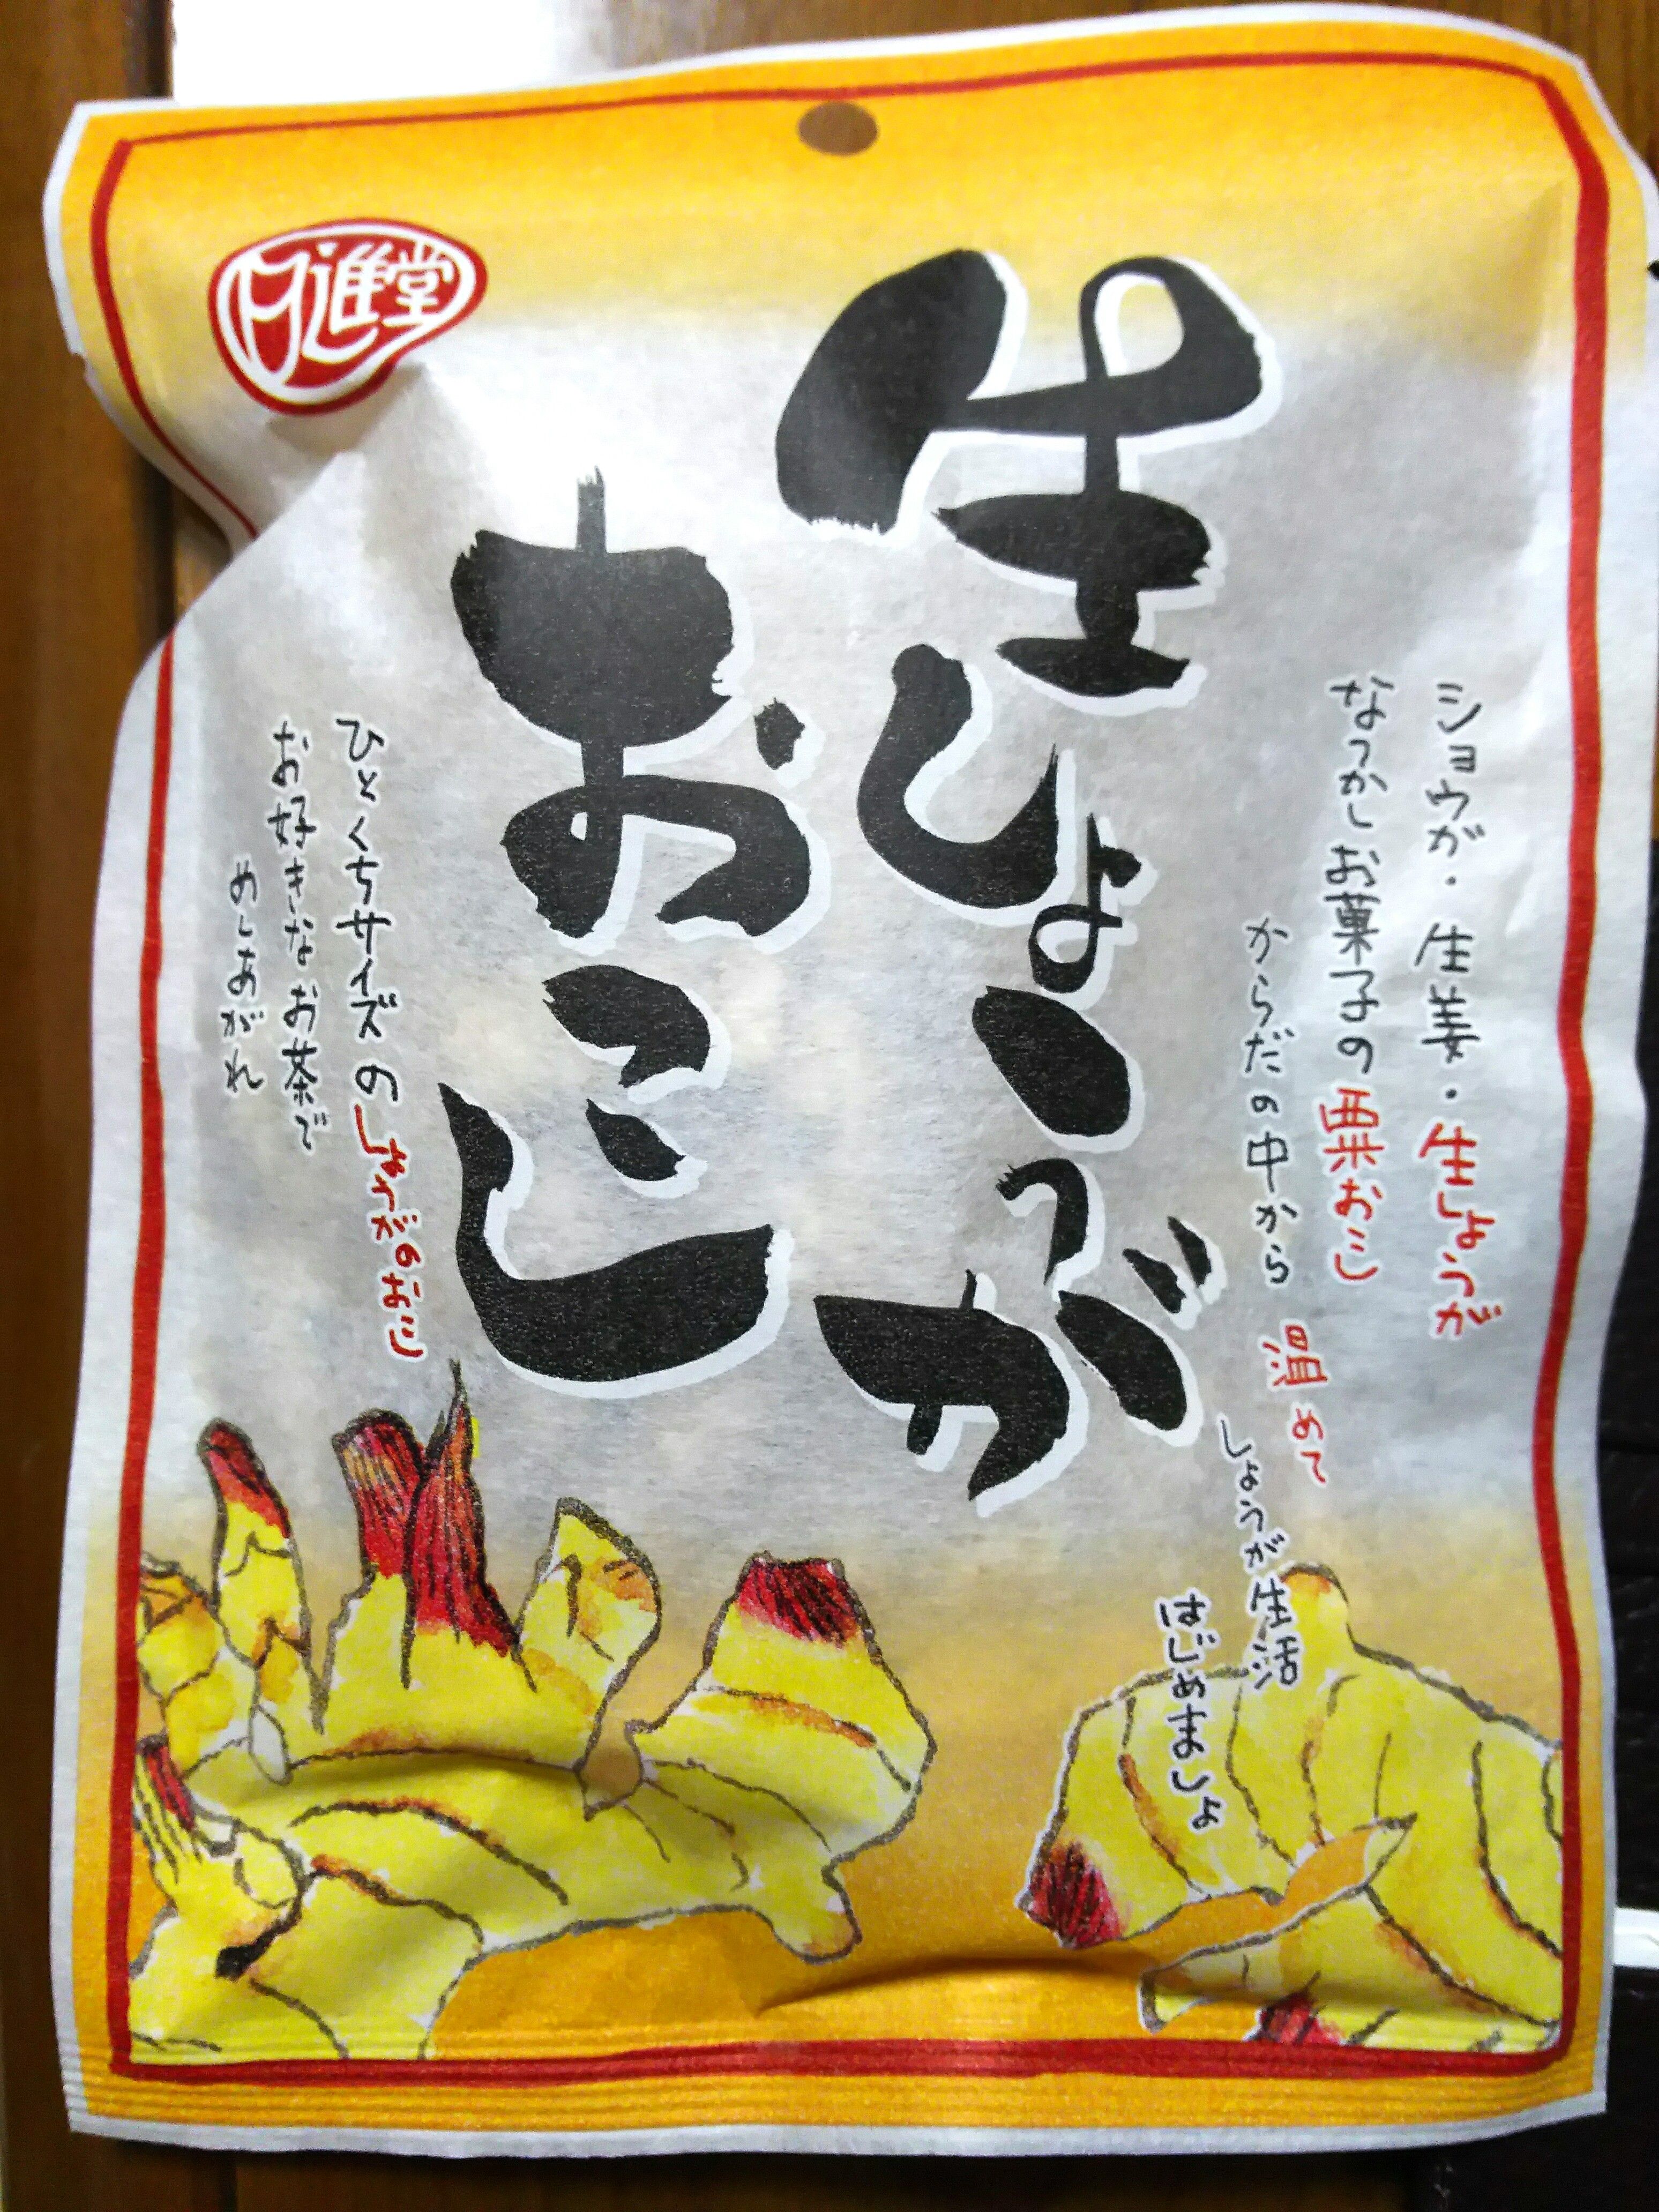 日進堂
生しょうが
おこし
ショウガ・生姜・生しょうが
なつかしお菓子の粟おこし
からだの中から温めて
しょうが生活
はじめましょ
ひとくちサイズのしょうがのおこし
お好きなお茶で
めしあがれ